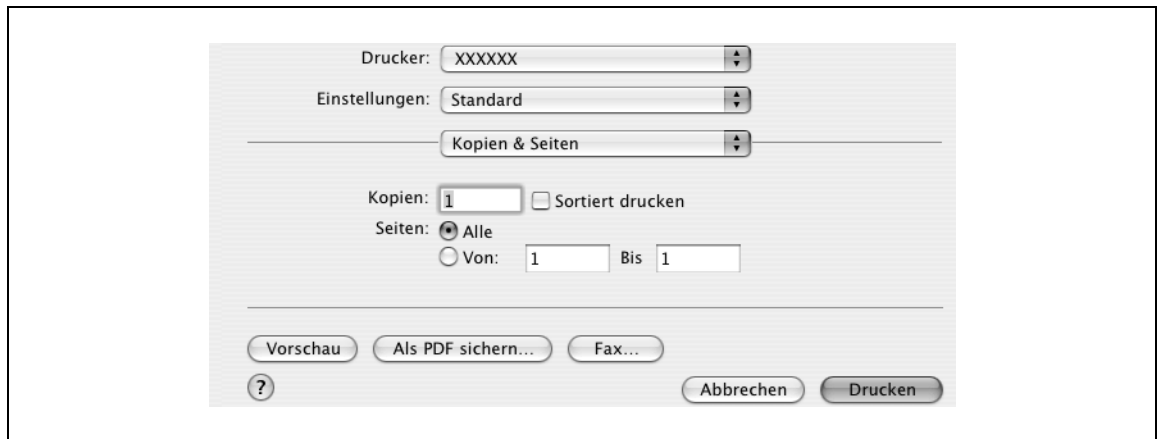 Drucker: XXXXXX
Einstellungen: Standard
Kopien & Seiten
Kopien: 1 Sortiert drucken
Seiten: Alle
Von: 1 Bis 1
Vorschau Als PDF sichern... Fax...
? Abbrechen Drucken